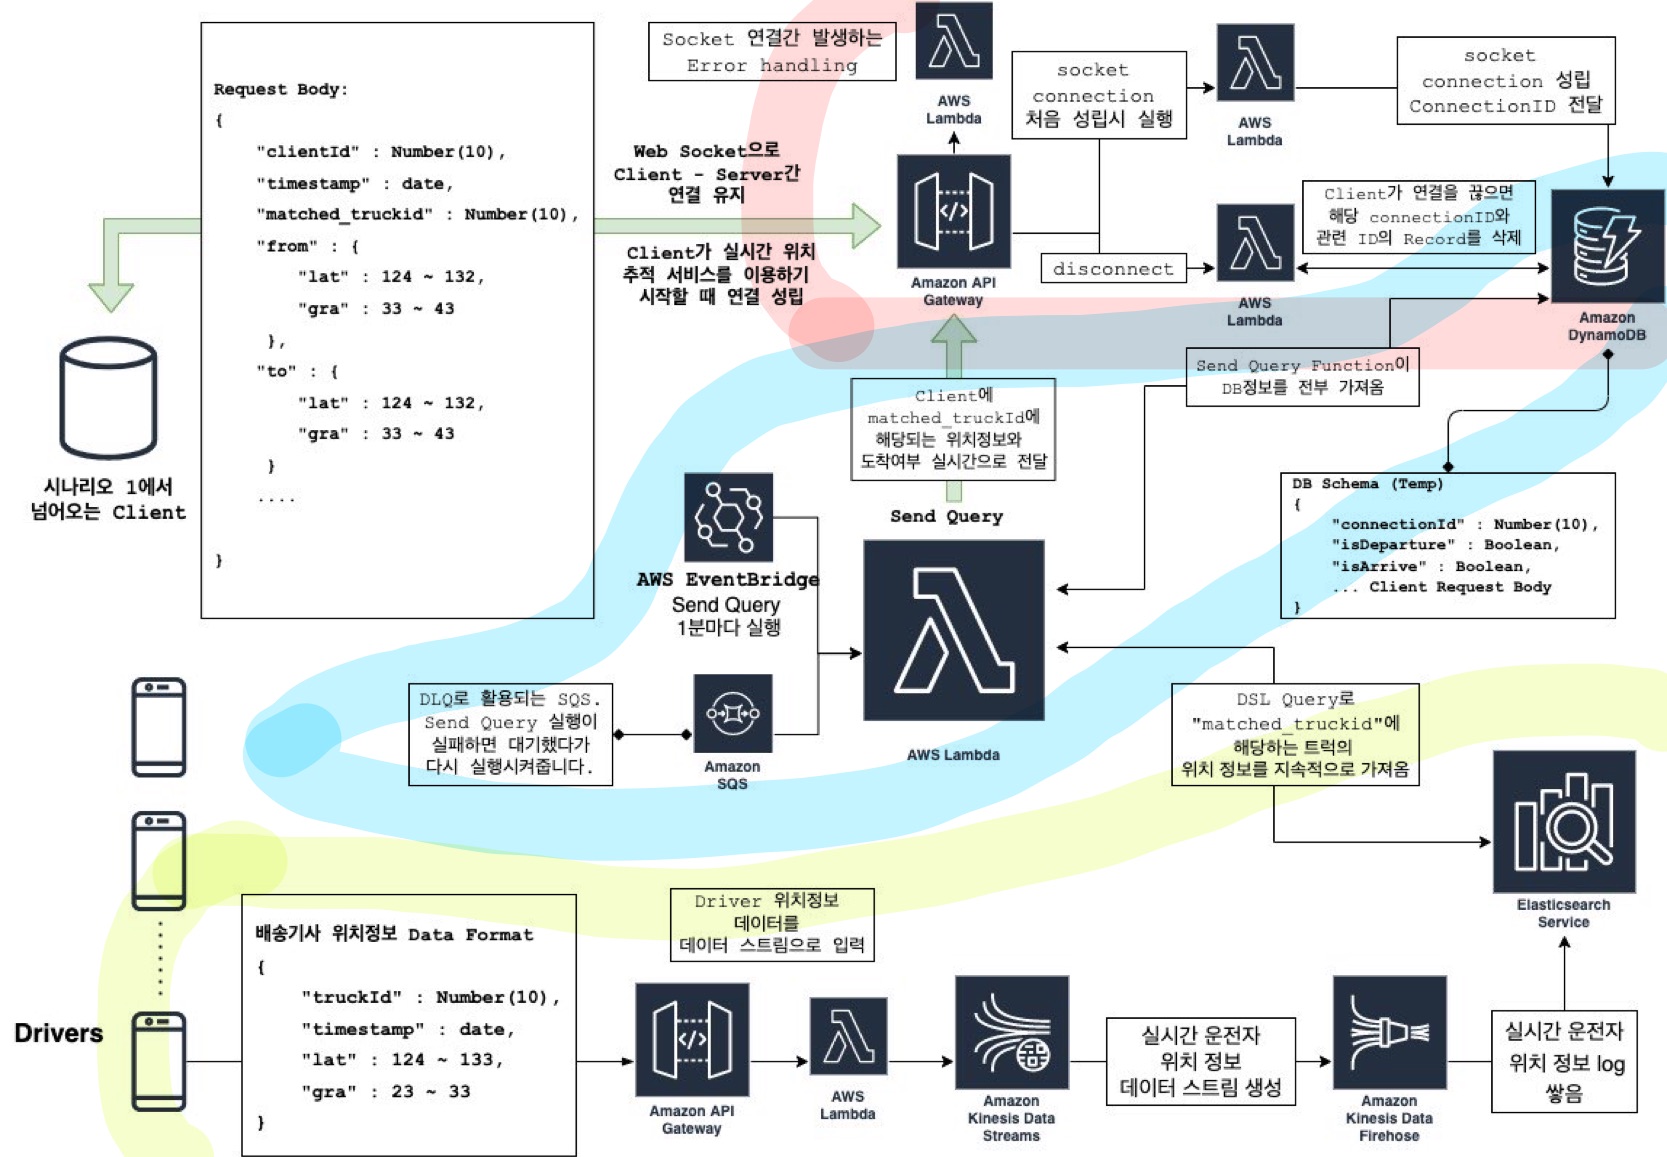 Request Body:
{
"clientId" : Number(10),
"timestamp" : date,
"matched_truckid" : Number(10),
"from" : {
"lat" : 124 ~ 132,
"gra" : 33 ~ 43
},
"to" : {
"lat" : 124 ~ 132,
"gra" : 33 ~ 43
}
....
}
시나리오 1에서
넘어오는 Client
Web Socket으로
Client - Server간
연결 유지
Client가 실시간 위치
추적 서비스를 이용하기
시작할 때 연결 성립
Socket 연결간 발생하는
Error handling
AWS
Lambda
</>
Amazon API
Gateway
socket
connection
처음 성립시 실행
AWS
Lambda
socket
connection 성립
ConnectionID 전달
disconnect
AWS
Lambda
Client가 연결을 끊으면
해당 connectionID와
관련 ID의 Record를 삭제
Amazon
DynamoDB
Send Query Function이
DB정보를 전부 가져옴
Client에
matched_truckId에
해당되는 위치정보와
도착여부 실시간으로 전달
Send Query
AWS Lambda
AWS EventBridge
Send Query
1분마다 실행
DLQ로 활용되는 SQS.
Send Query 실행이
실패하면 대기했다가
다시 실행시켜줍니다.
Amazon
SQS
DB Schema (Temp)
{
"connectionId" : Number(10),
"isDeparture" : Boolean,
"isArrive" : Boolean,
... Client Request Body
}
DSL Query로
"matched_truckid"에
해당하는 트럭의
위치 정보를 지속적으로 가져옴
Elasticsearch
Service
Drivers
배송기사 위치정보 Data Format
{
"truckId" : Number(10),
"timestamp" : date,
"lat" : 124 ~ 133,
"gra" : 23 ~ 33
}
Driver 위치정보
데이터를
데이터 스트림으로 입력
</>
Amazon API
Gateway
AWS
Lambda
Amazon
Kinesis Data
Streams
실시간 운전자
위치 정보
데이터 스트림 생성
Amazon
Kinesis Data
Firehose
실시간 운전자
위치 정보 log
쌓음